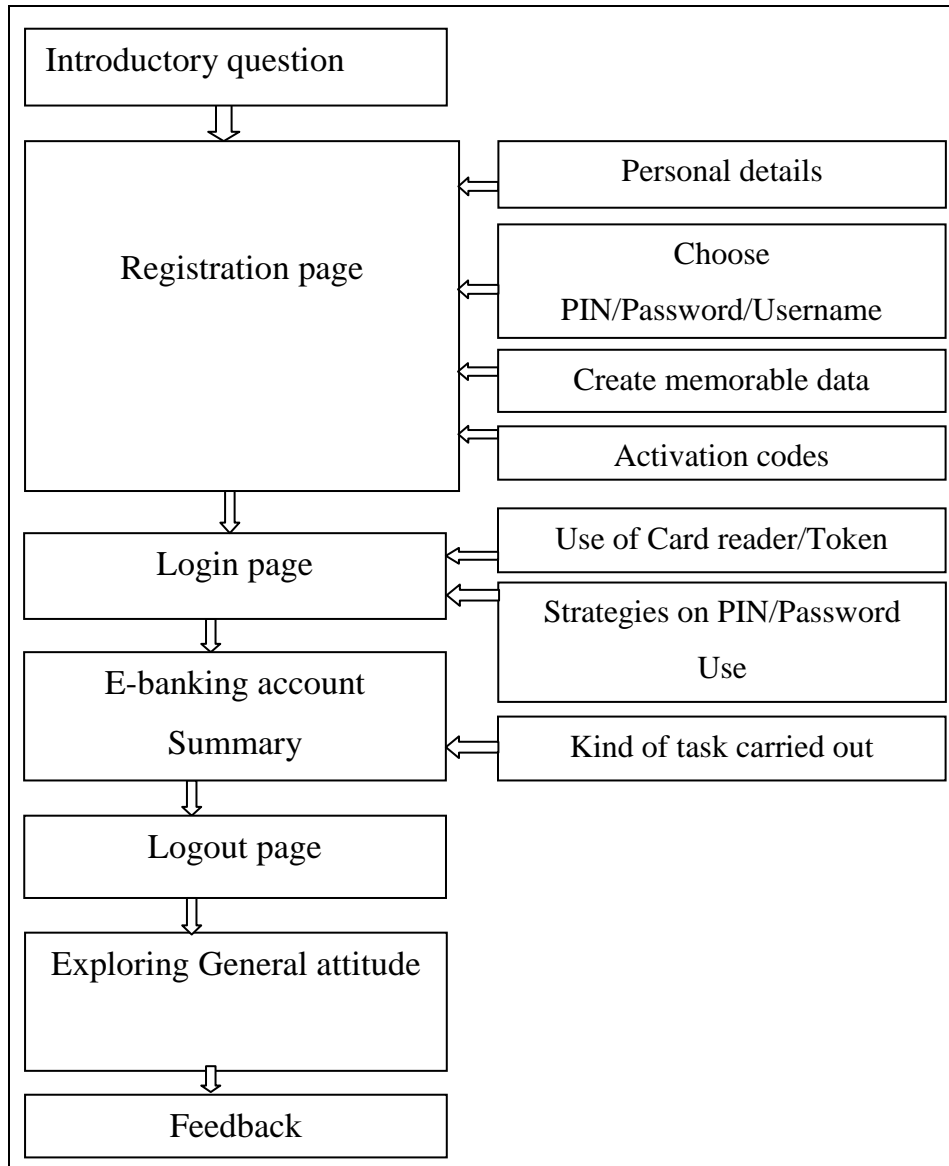 Introductory question
Personal details
Registration page
Choose
PIN/Password/Username
Create memorable data
Activation codes
Use of Card reader/Token
Login page
Strategies on PIN/Password
Use
E-banking account
Summary
Kind of task carried out
Logout page
Exploring General attitude
Feedback